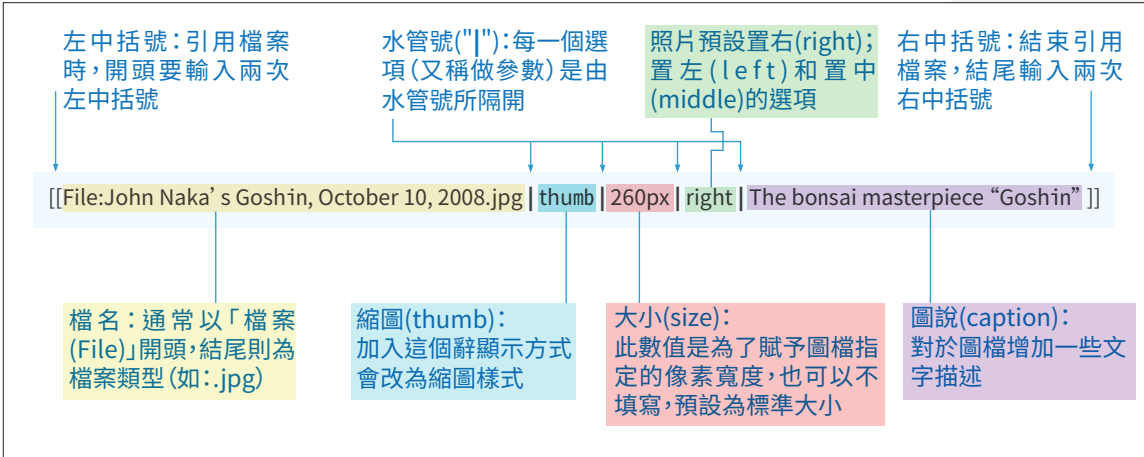 左中括號：引用檔案
時，開頭要輸入兩次
左中括號
水管號("|")：每一個選
項（又稱做參數）是由
水管號所隔開
照片預設置右(right)；
置左(left)和置中
(middle)的選項
右中括號：結束引用
檔案，結尾輸入兩次
右中括號
[[File:John Naka’s Goshin, October 10, 2008.jpg|thumb|260px|right|The bonsai masterpiece “Goshin” ]]
檔名：通常以「檔案
(File)」開頭，結尾則為
檔案類型（如：.jpg）
縮圖(thumb)：
加入這個辭顯示方式
會改為縮圖樣式
大小(size)：
此數值是為了賦予圖檔指
定的像素寬度，也可以不
填寫，預設為標準大小
圖說(caption)：
對於圖檔增加一些文
字描述